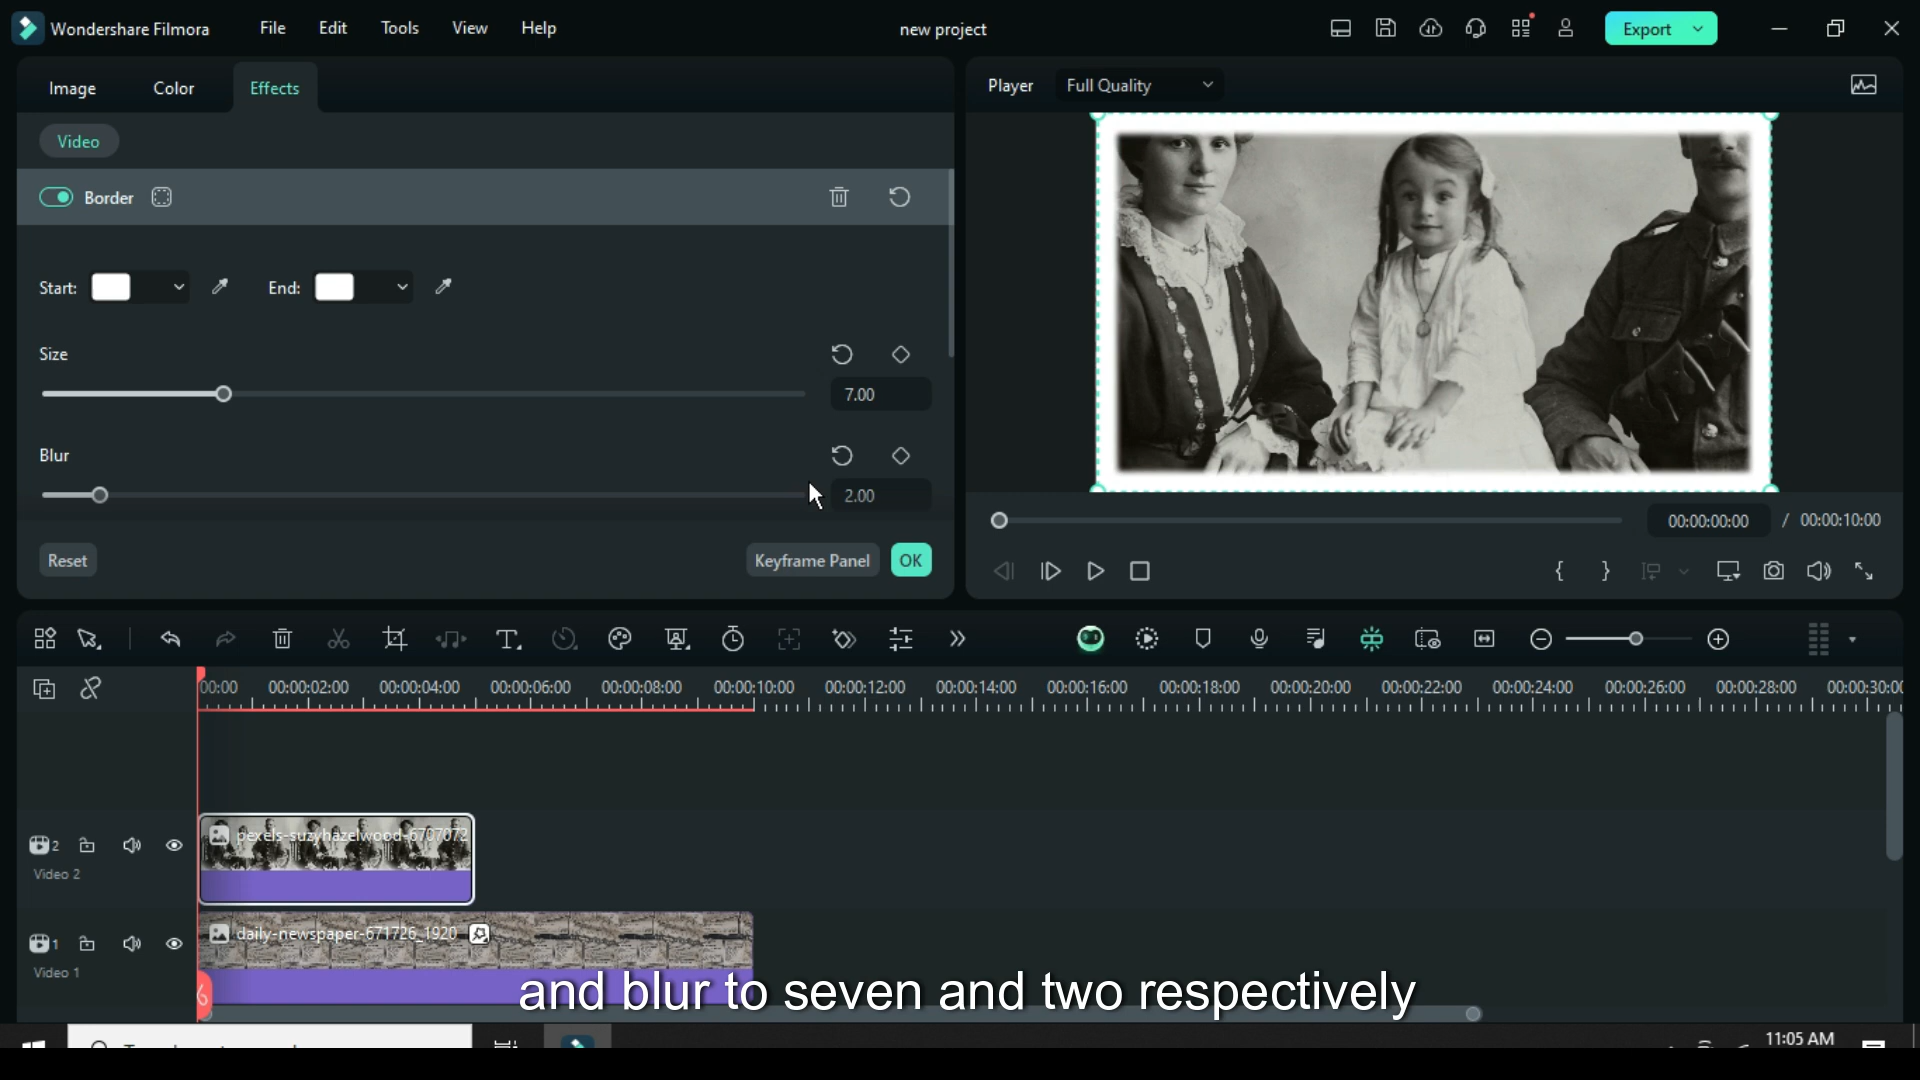 Wondershare Filmora
File Edit Tools View Help
new project
Export
Image Color Effects
Player Full Quality
Video
Border
Start: End:
Size
7.00
Blur
2.00
Reset
Keyframe Panel OK
00:00:00:00 / 00:00:10:00
00:00 00:00:02:00 00:00:04:00 00:00:06:00 00:00:08:00 00:00:10:00 00:00:12:00 00:00:14:00 00:00:16:00 00:00:18:00 00:00:20:00 00:00:22:00 00:00:24:00 00:00:26:00 00:00:28:00 00:00:30:00
2
pexels-suzyhazelwood-6707072
Video 2
1
daily-newspaper-671726_1920
Video 1
and blur to seven and two respectively
11:05 AM